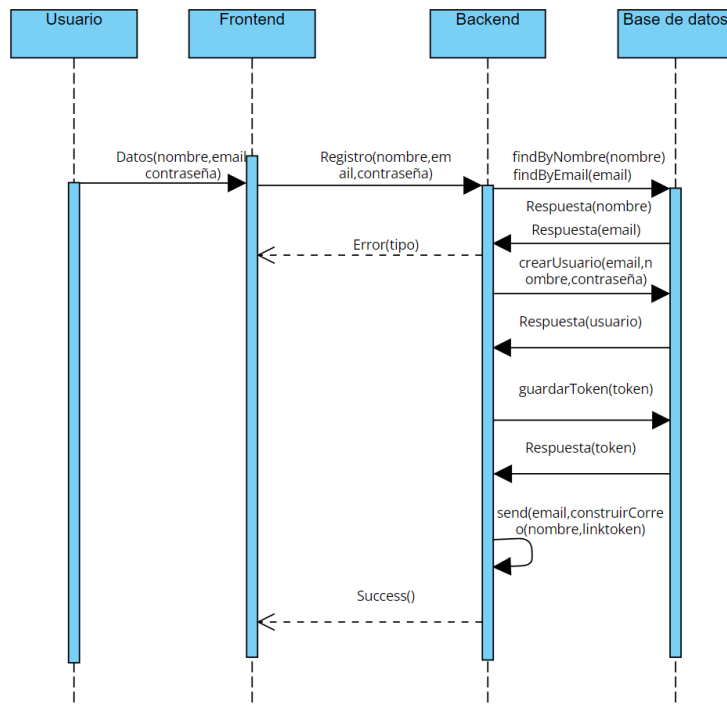 Usuario
Frontend
Backend
Base de datos
Datos(nombre,email
contraseña)
Registro(nombre,em
ail,contraseña)
findByNombre(nombre)
findByEmail(email)
Respuesta(nombre)
Respuesta(email)
Error(tipo)
crearUsuario(email,n
ombre,contraseña)
Respuesta(usuario)
guardarToken(token)
Respuesta(token)
send(email,construirCorre
o(nombre,linktoken)
Success()